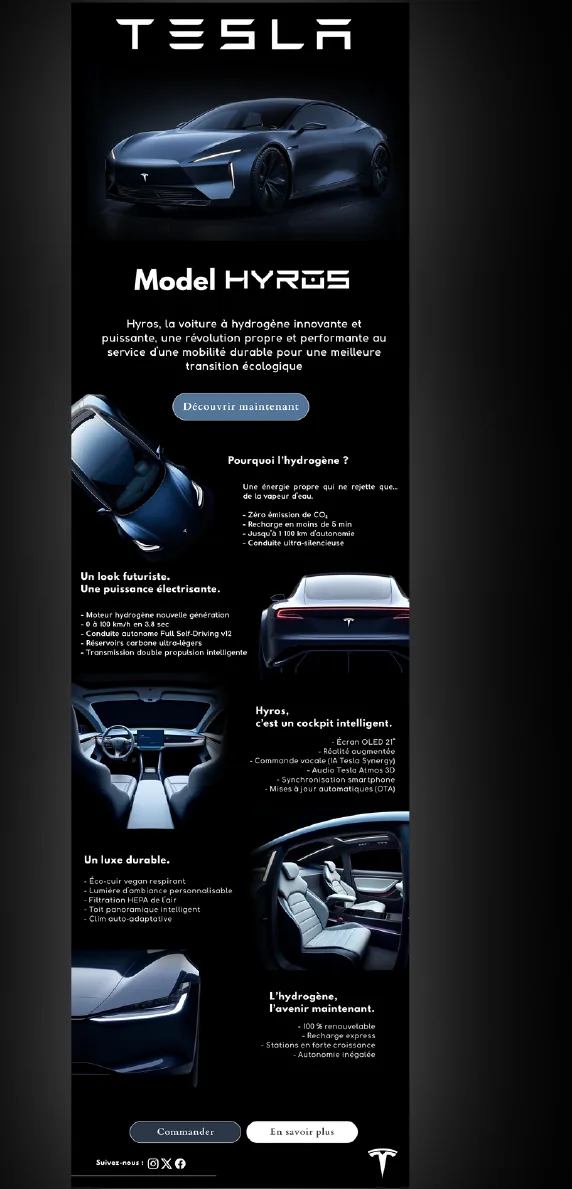 TESLA
Model HYROS
Hyros, la voiture à hydrogène innovante et
puissante, une révolution propre et performante au
service d'une mobilité durable pour une meilleure
transition écologique
Découvrir maintenant
Pourquoi l'hydrogène ?
Une énergie propre qui ne rejette que...
de la vapeur d'eau.
- Zéro émission de CO₂
- Recharge en moins de 5 min
- Jusqu'à 1 100 km d'autonomie
- Conduite ultra-silencieuse
Un look futuriste.
Une puissance électrisante.
- Moteur hydrogène nouvelle génération
- 0 à 100 km/h en 3.8 sec
- Conduite autonome Full Self-Driving v12
- Réservoirs carbone ultra-légers
- Transmission double propulsion intelligente
Hyros,
c'est un cockpit intelligent.
- Écran OLED 21"
- Réalité augmentée
- Commande vocale (IA Tesla Synergy)
- Audio Tesla Atmos 3D
- Synchronisation smartphone
- Mises à jour automatiques (OTA)
Un luxe durable.
- Éco-cuir vegan respirant
- Lumière d'ambiance personnalisable
- Filtration HEPA de l'air
- Toit panoramique intelligent
- Clim auto-adaptative
L'hydrogène,
l'avenir maintenant.
- 100 % renouvelable
- Recharge express
- Stations en forte croissance
- Autonomie inégalée
Commander
En savoir plus
Suivez-nous :